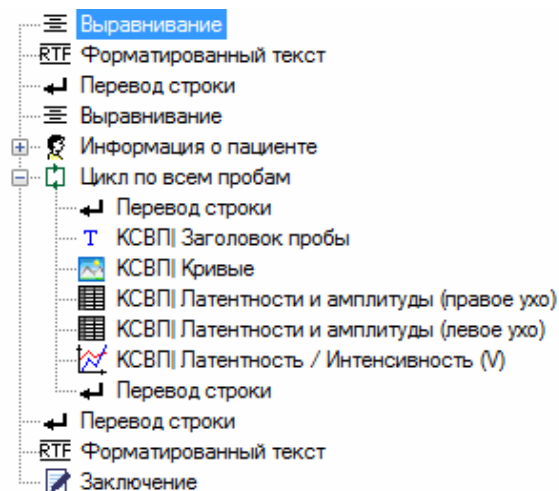 Выравнивание
RTF Форматированный текст
Перевод строки
Выравнивание
Информация о пациенте
Цикл по всем пробам
Перевод строки
T КСВП| Заголовок пробы
КСВП| Кривые
КСВП| Латентности и амплитуды (правое ухо)
КСВП| Латентности и амплитуды (левое ухо)
КСВП| Латентность / Интенсивность (V)
Перевод строки
Перевод строки
RTF Форматированный текст
Заключение